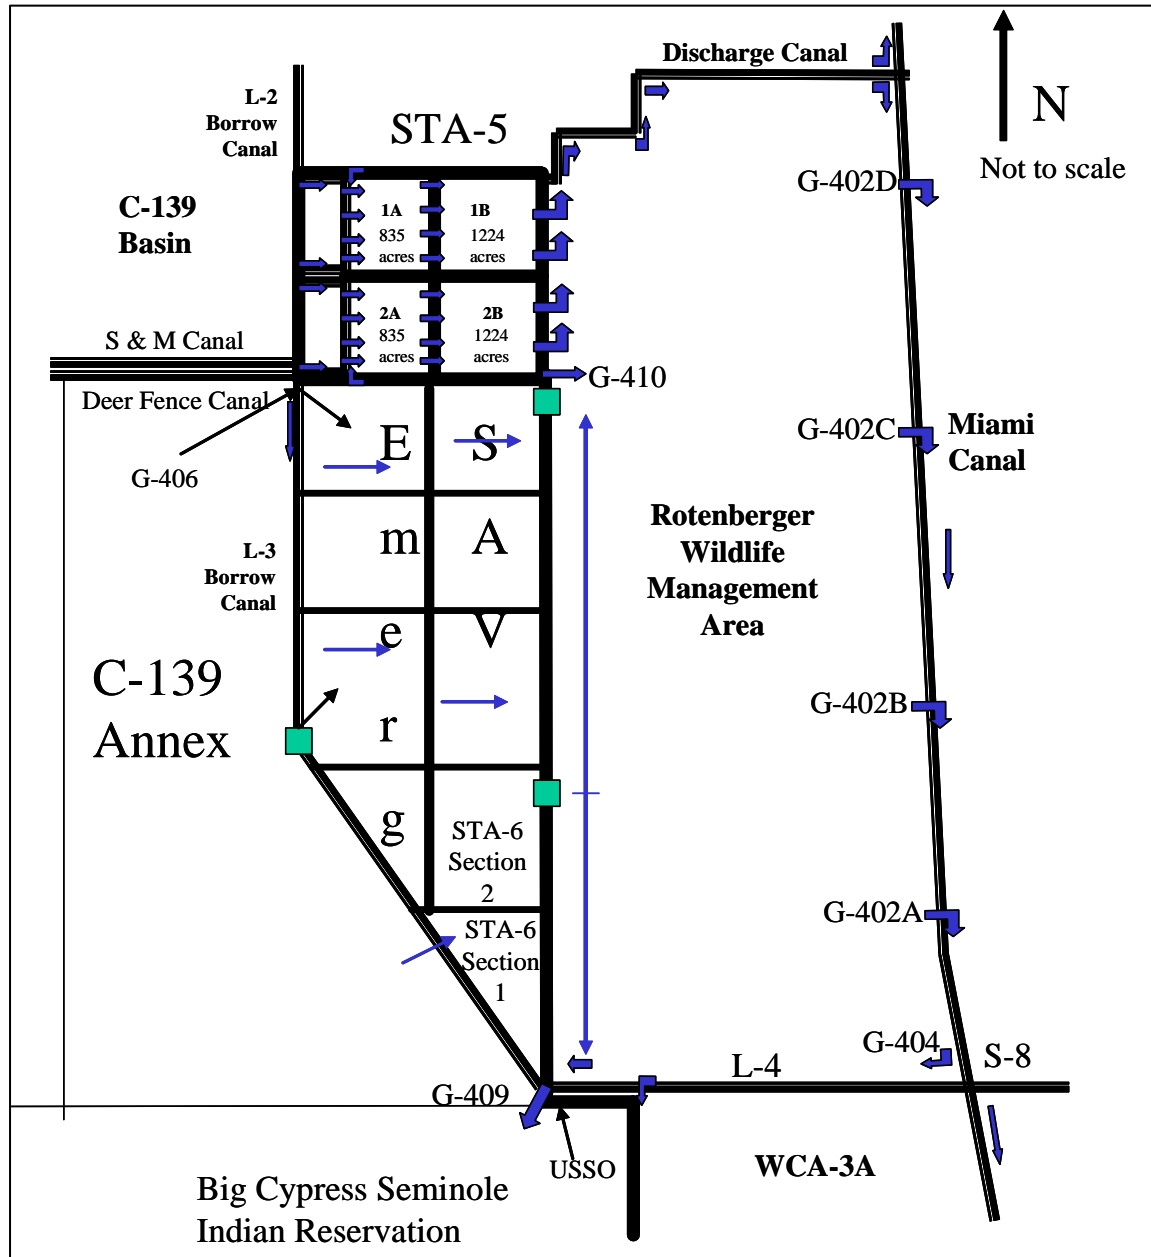 Discharge Canal
N
Not to scale
L-2
Borrow
Canal
STA-5
C-139
Basin
1A
835
acres
1B
1224
acres
2A
835
acres
2B
1224
acres
G-402D
S & M Canal
Deer Fence Canal
G-410
G-406
E
S
m
A
e
V
r
g
G-402C
Miami
Canal
Rotenberger
Wildlife
Management
Area
L-3
Borrow
Canal
C-139
Annex
G-402B
STA-6
Section
2
STA-6
Section
1
G-402A
G-404
S-8
L-4
G-409
USSO
WCA-3A
Big Cypress Seminole
Indian Reservation